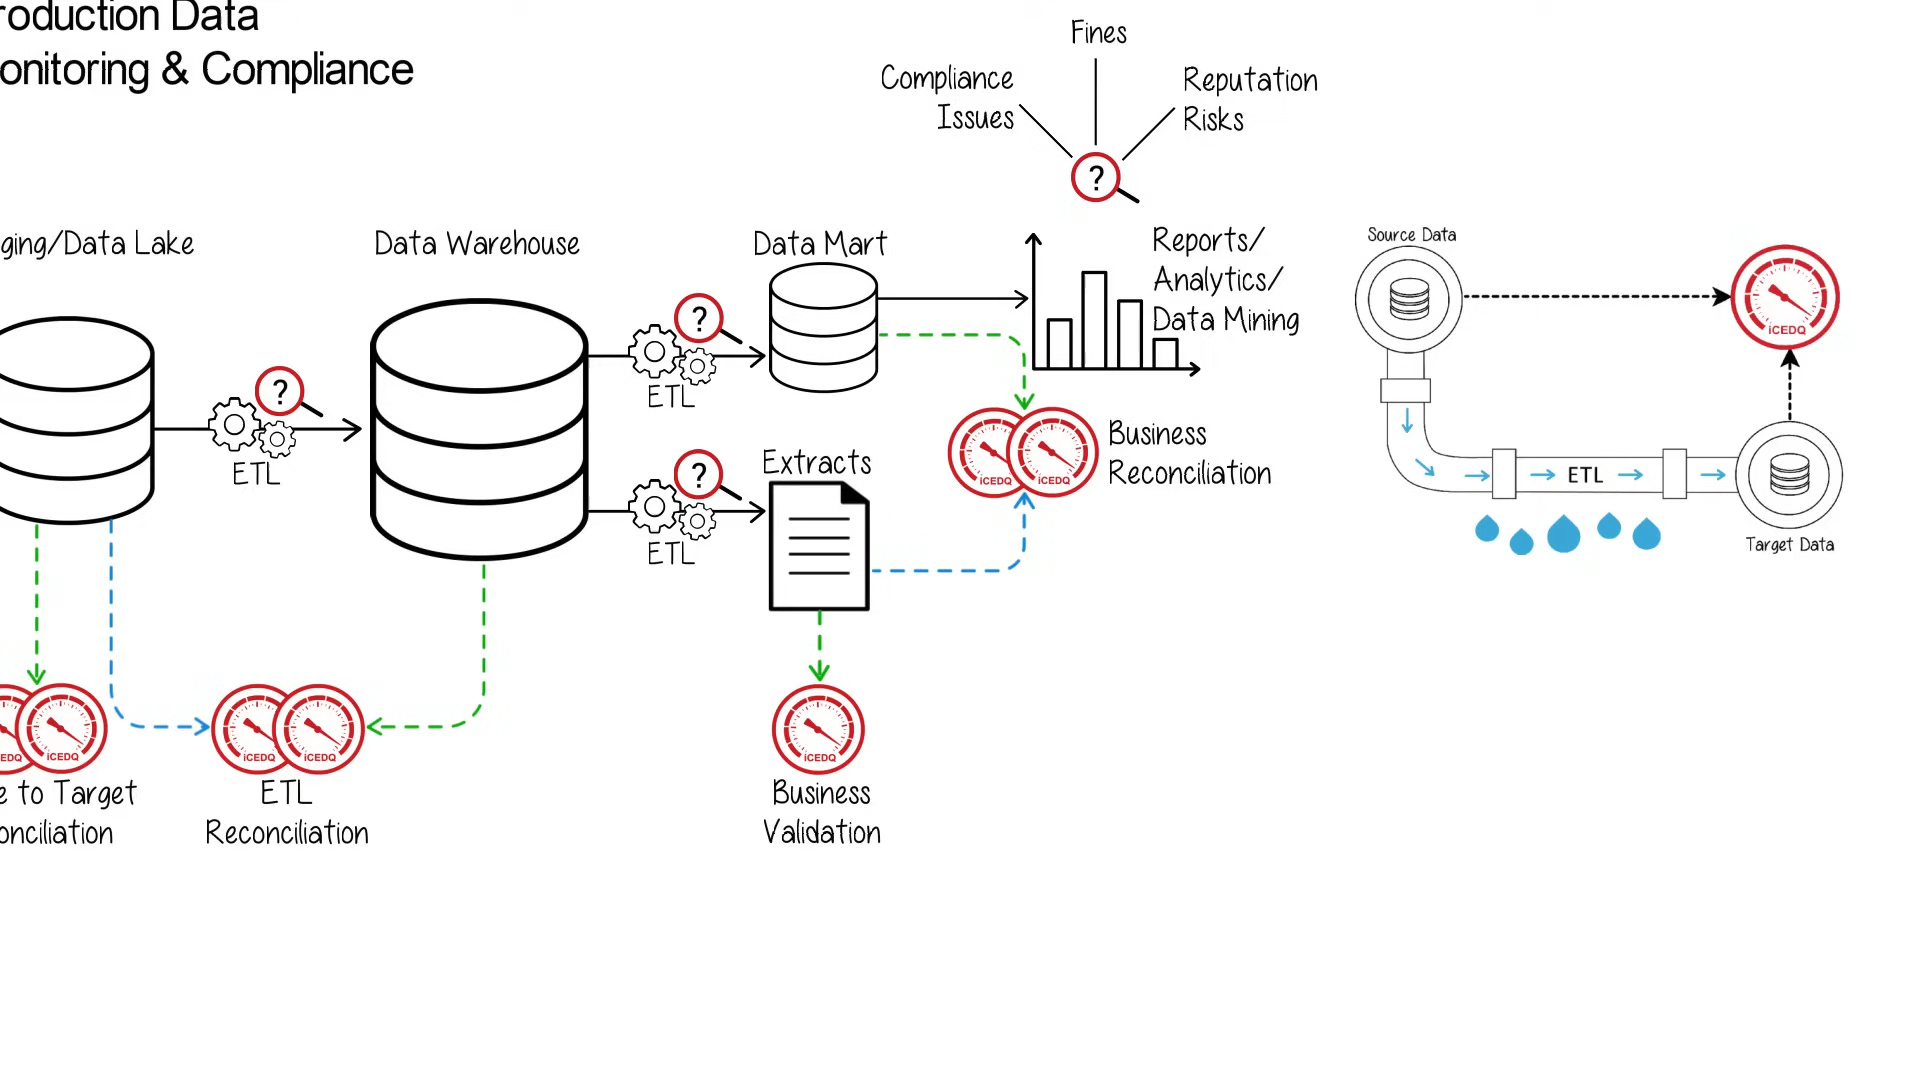 roduction Data
onitoring & Compliance
Fines
Compliance
Issues
Reputation
Risks
?
ging/Data Lake
Data Warehouse
Data Mart
Reports/
Analytics/
Data Mining
Source Data
iCEDQ
?
ETL
?
ETL
?
ETL
Extracts
iCEDQ
iCEDQ
Business
Reconciliation
ETL
Target Data
EDQ
iCEDQ
iCEDQ
iCEDQ
iCEDQ
e to Target
onciliation
ETL
Reconciliation
Business
Validation